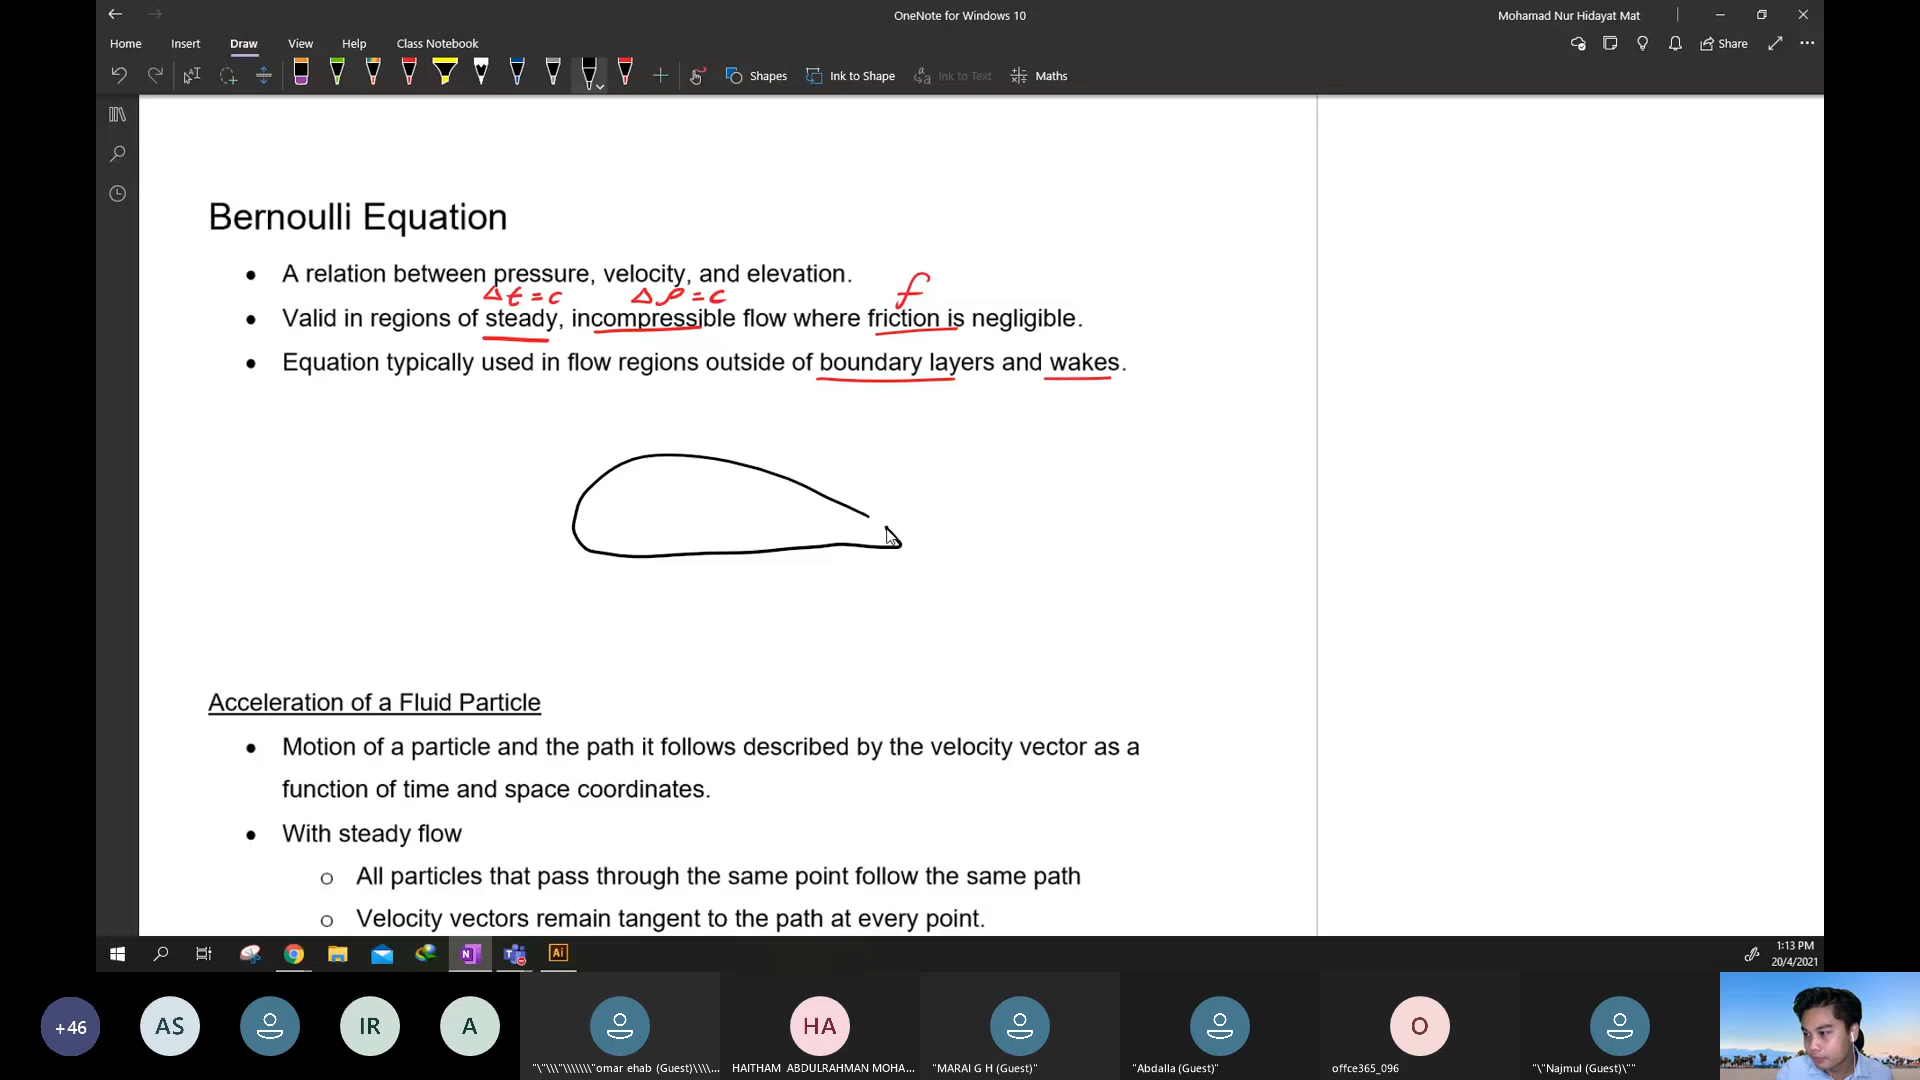 OneNote for Windows 10
Mohamad Nur Hidayat Mat
Home Insert Draw View Help Class Notebook
Share
Shapes Ink to Shape Ink to Text Maths
Bernoulli Equation
• A relation between pressure, velocity, and elevation.
Δt = c Δρ = c f
• Valid in regions of steady, incompressible flow where friction is negligible.
• Equation typically used in flow regions outside of boundary layers and wakes.
Acceleration of a Fluid Particle
• Motion of a particle and the path it follows described by the velocity vector as a
function of time and space coordinates.
• With steady flow
o All particles that pass through the same point follow the same path
o Velocity vectors remain tangent to the path at every point.
Ai
1:13 PM
20/4/2021
+46 AS IR A HA O
"\"\\\"\\\\\\\"omar ehab (Guest)\\\\... HAITHAM ABDULRAHMAN MOHA... "MARAI G H (Guest)" "Abdalla (Guest)" offce365_096 "\"Najmul (Guest)\""